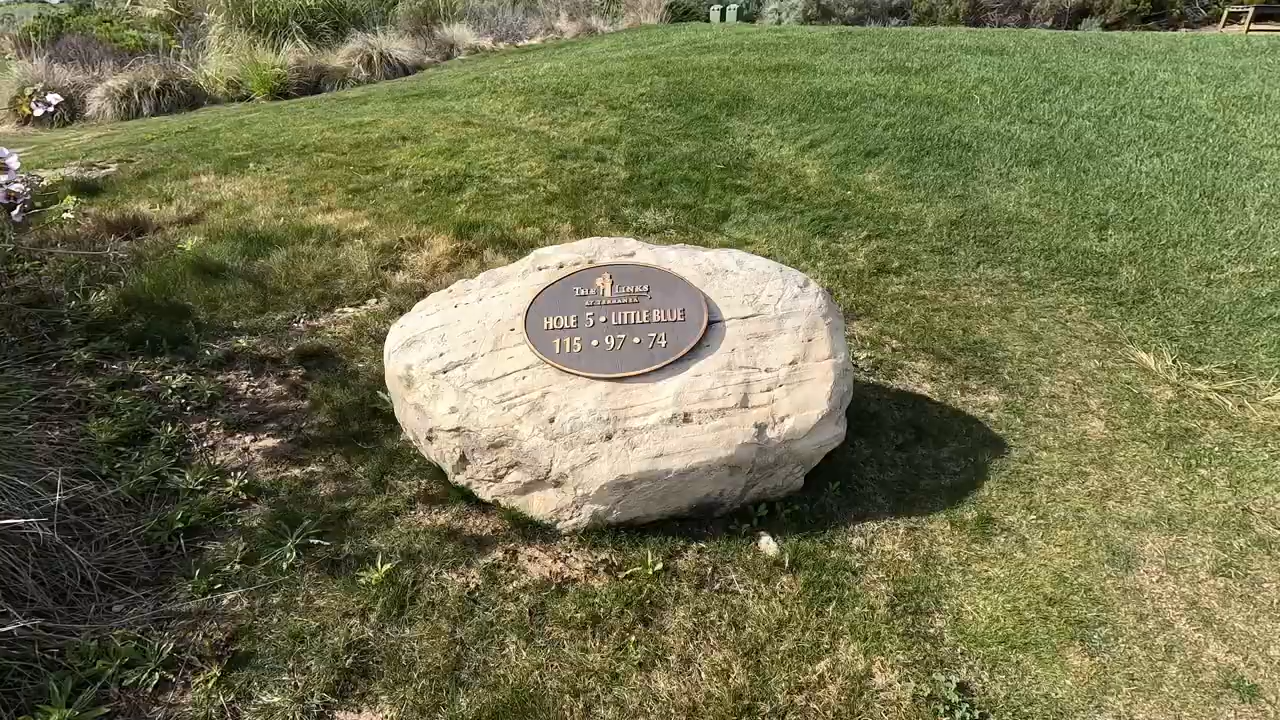 THE LINKS
AT TERRANEA
HOLE 5 • LITTLE BLUE
115 • 97 • 74